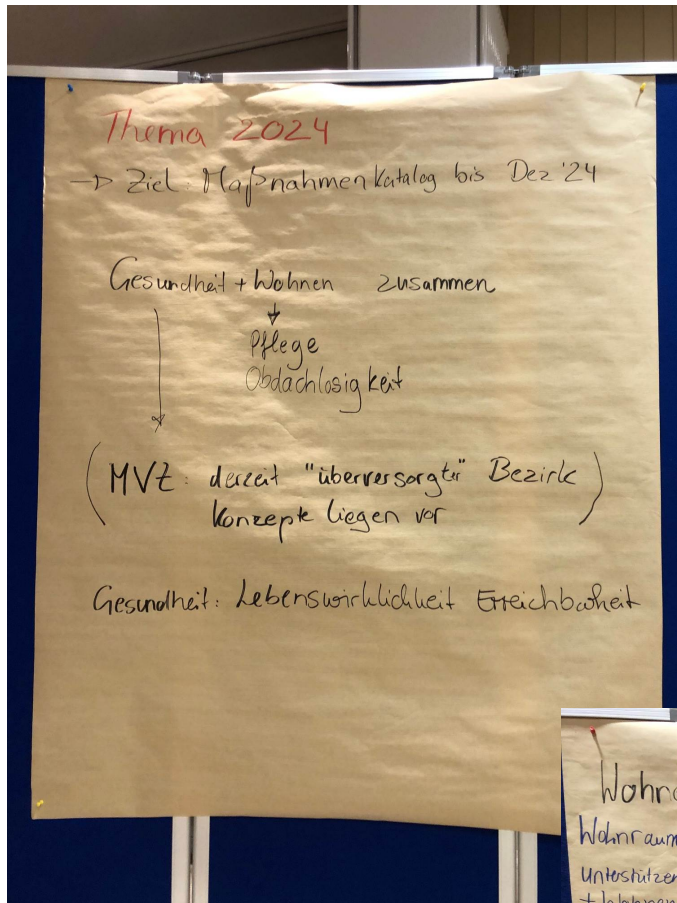 Thema 2024
→ Ziel: Maßnahmenkatalog bis Dez '24
Gesundheit + Wohnen zusammen
Pflege
Obdachlosigkeit
(MVZ: derzeit "überversorgter" Bezirk
Konzepte liegen vor)
Gesundheit: Lebenswirklichkeit Erreichbarkeit
Wohnraum
unterstützen